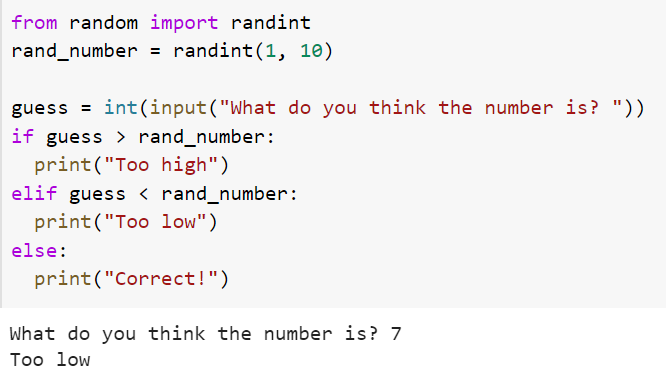 from random import randint
rand_number = randint(1, 10)

guess = int(input("What do you think the number is? "))
if guess > rand_number:
  print("Too high")
elif guess < rand_number:
  print("Too low")
else:
  print("Correct!")

What do you think the number is? 7
Too low